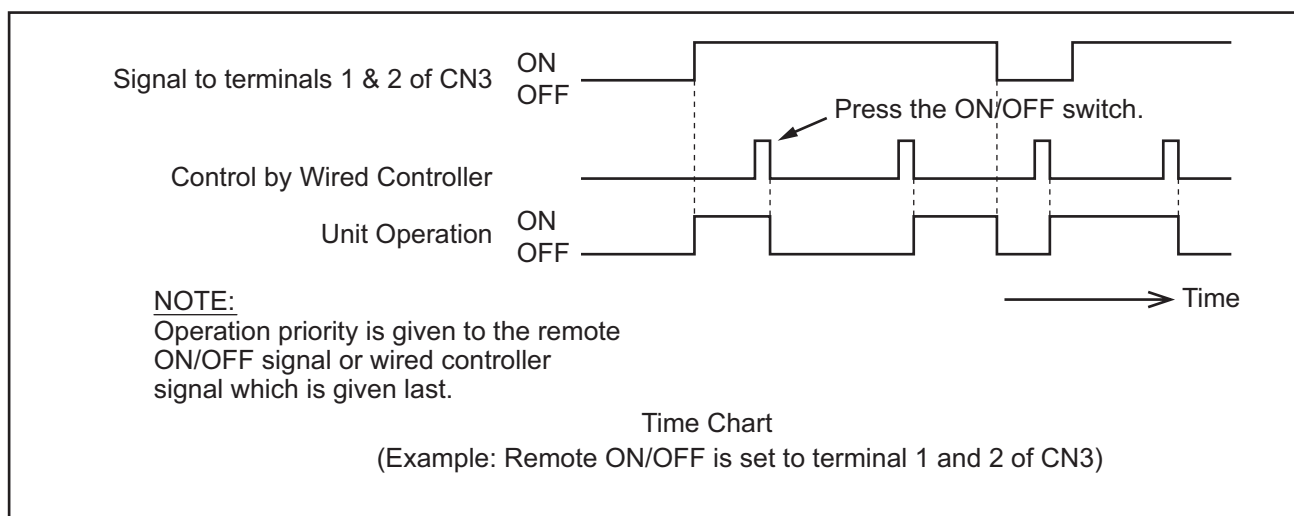 Signal to terminals 1 & 2 of CN3
ON
OFF
Press the ON/OFF switch.
Control by Wired Controller
Unit Operation
ON
OFF
Time
NOTE:
Operation priority is given to the remote
ON/OFF signal or wired controller
signal which is given last.
Time Chart
(Example: Remote ON/OFF is set to terminal 1 and 2 of CN3)